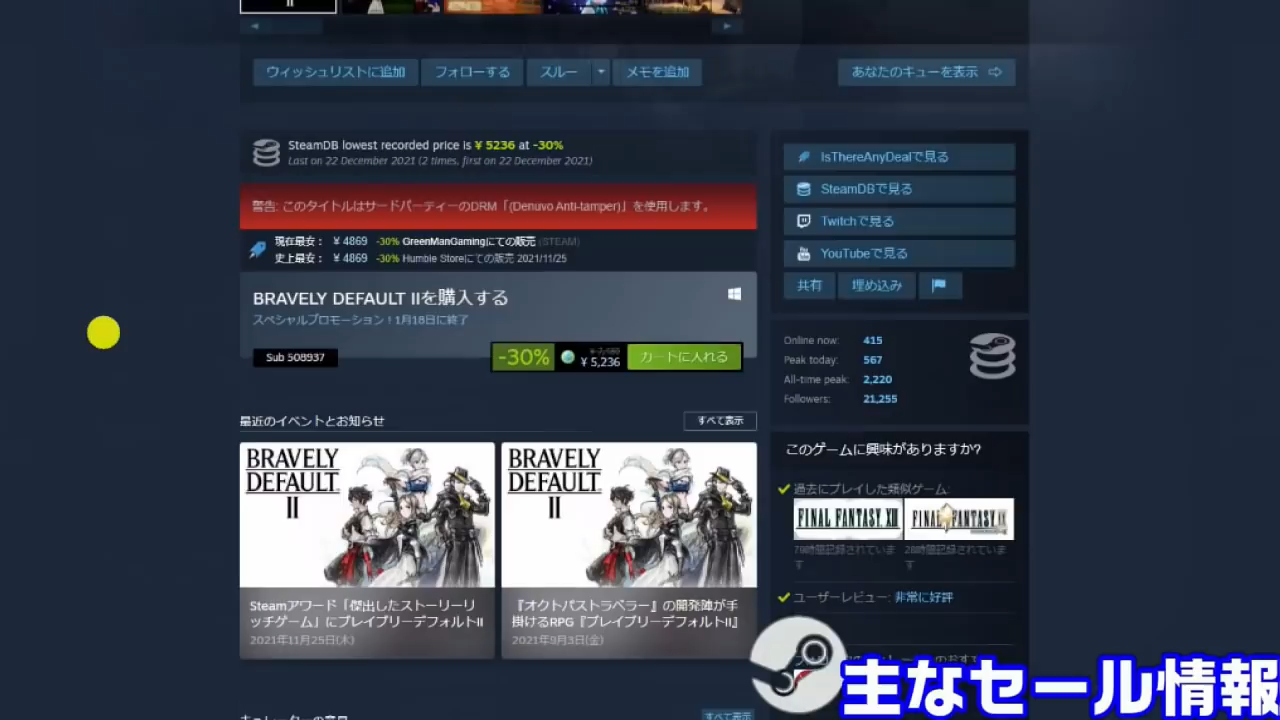 II
ウィッシュリストに追加 フォローする スルー メモを追加 あなたのキューを表示
SteamDB lowest recorded price is ¥ 5236 at -30%
Last on 22 December 2021 (2 times, first on 22 December 2021)
警告: このタイトルはサードパーティーのDRM「(Denuvo Anti-tamper)」を使用します。
現在最安： ¥ 4869 -30% GreenManGamingにての販売 (STEAM)
史上最安： ¥ 4869 -30% Humble Storeにての販売 2021/11/25
BRAVELY DEFAULT IIを購入する
スペシャルプロモーション！1月18日に終了
Sub 508937
-30%
¥ 5,236
カートに入れる
最近のイベントとお知らせ すべて表示
BRAVELY
DEFAULT
II
Steamアワード「傑出したストーリーリ
ッチゲーム」にブレイブリーデフォルトII
2021年11月25日(木)
BRAVELY
DEFAULT
II
『オクトパストラベラー』の開発陣が手
掛けるRPG『ブレイブリーデフォルトII』
2021年9月3日(金)
すべて表示
IsThereAnyDealで見る
SteamDBで見る
Twitchで見る
YouTubeで見る
共有 埋め込み
Online now: 415
Peak today: 567
All-time peak: 2,220
Followers: 21,255
このゲームに興味がありますか?
過去にプレイした類似ゲーム:
FINAL FANTASY XIII
FINAL FANTASY IX
ユーザーレビュー: 非常に好評
主なセール情報